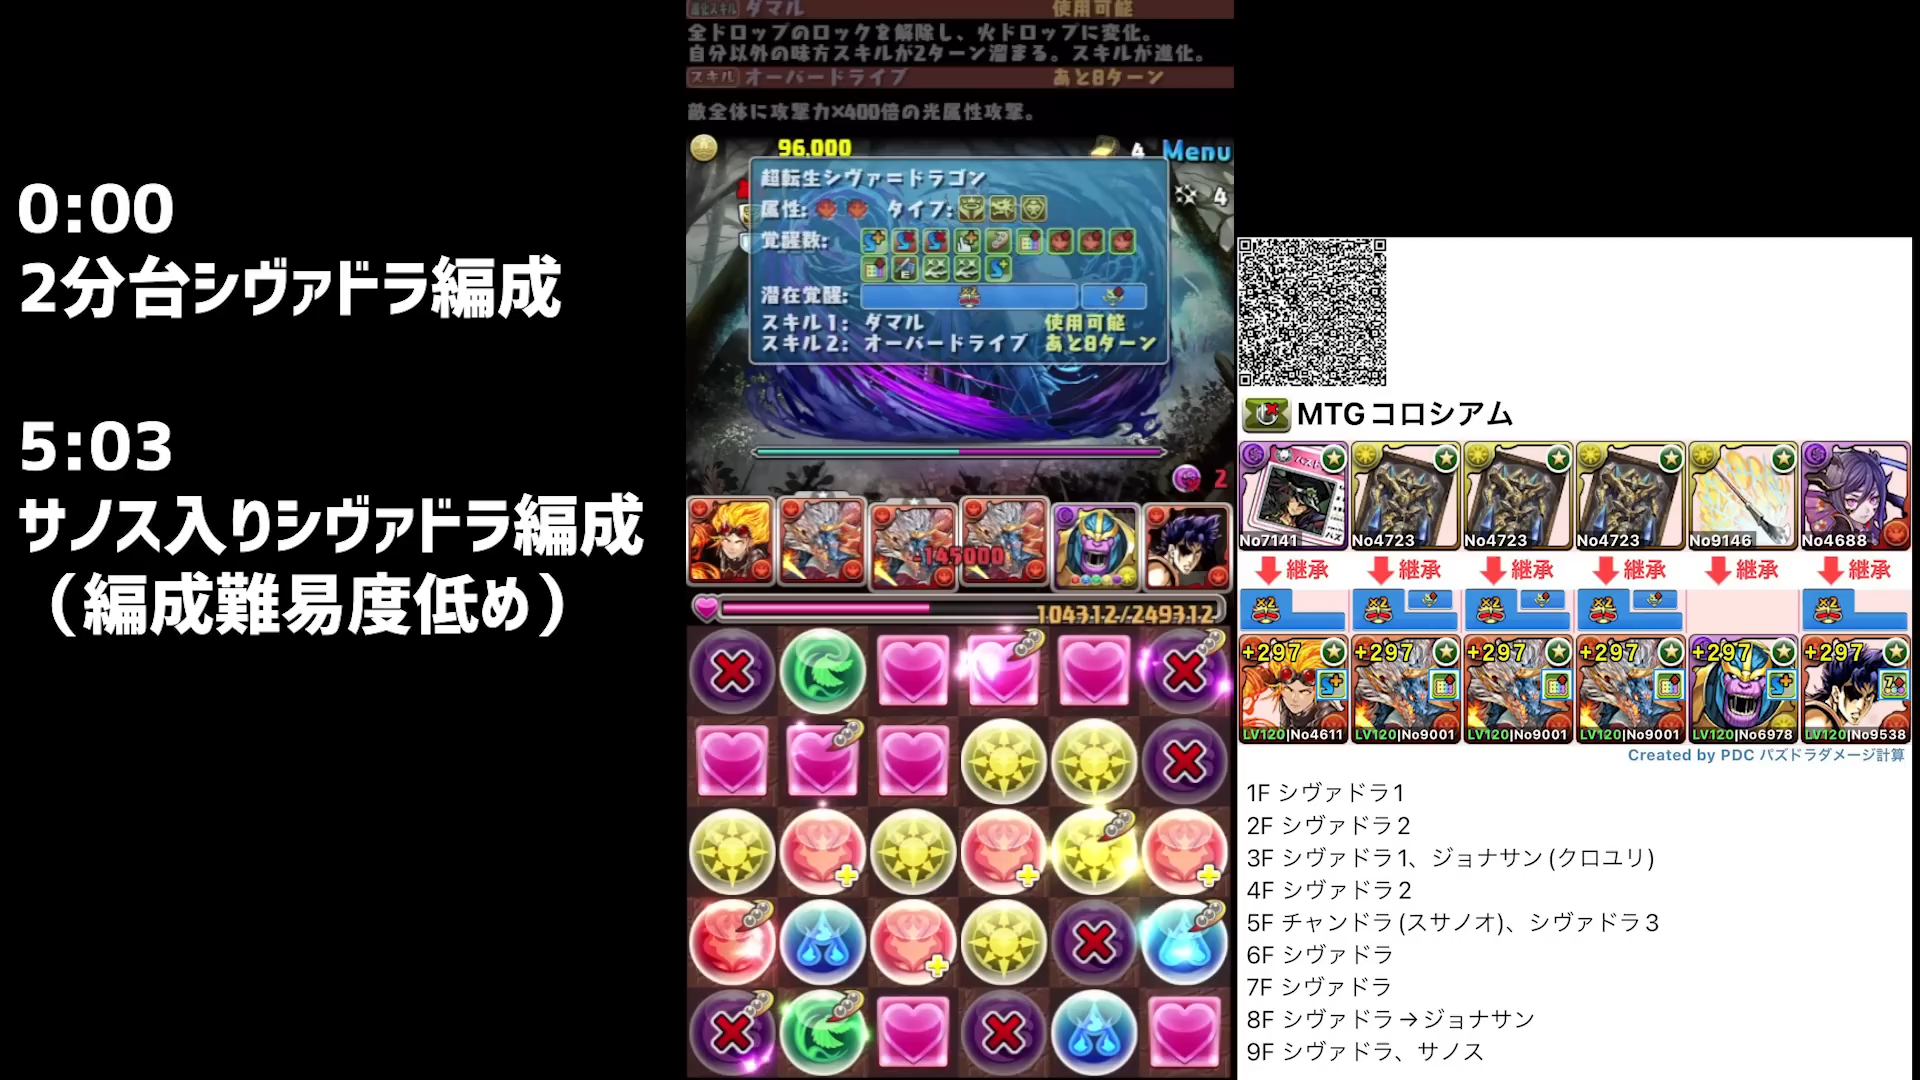 0:00
2分台シヴァドラ編成
5:03
サノス入りシヴァドラ編成
（編成難易度低め）
進化スキル ダマル 使用可能
全ドロップのロックを解除し、火ドロップに変化。
自分以外の味方スキルが2ターン溜まる。スキルが進化。
スキル オーバードライブ あと8ターン
敵全体に攻撃力×400倍の光属性攻撃。
96,000
4
Menu
4
超転生シヴァ=ドラゴン
属性: タイプ:
覚醒数:
潜在覚醒:
スキル1: ダマル 使用可能
スキル2: オーバードライブ あと8ターン
2
-145000
104312/249312
MTGコロシアム
No7141 No4723 No4723 No4723 No9146 No4688
継承 継承 継承 継承 継承 継承
×2 ×2 ×2 ×2 ×2
+297 +297 +297 +297 +297 +297
LV120|No4611 LV120|No9001 LV120|No9001 LV120|No9001 LV120|No6978 LV120|No9538
Created by PDC パズドラダメージ計算
1F シヴァドラ1
2F シヴァドラ2
3F シヴァドラ1、ジョナサン(クロユリ)
4F シヴァドラ2
5F チャンドラ(スサノオ)、シヴァドラ3
6F シヴァドラ
7F シヴァドラ
8F シヴァドラ→ジョナサン
9F シヴァドラ、サノス